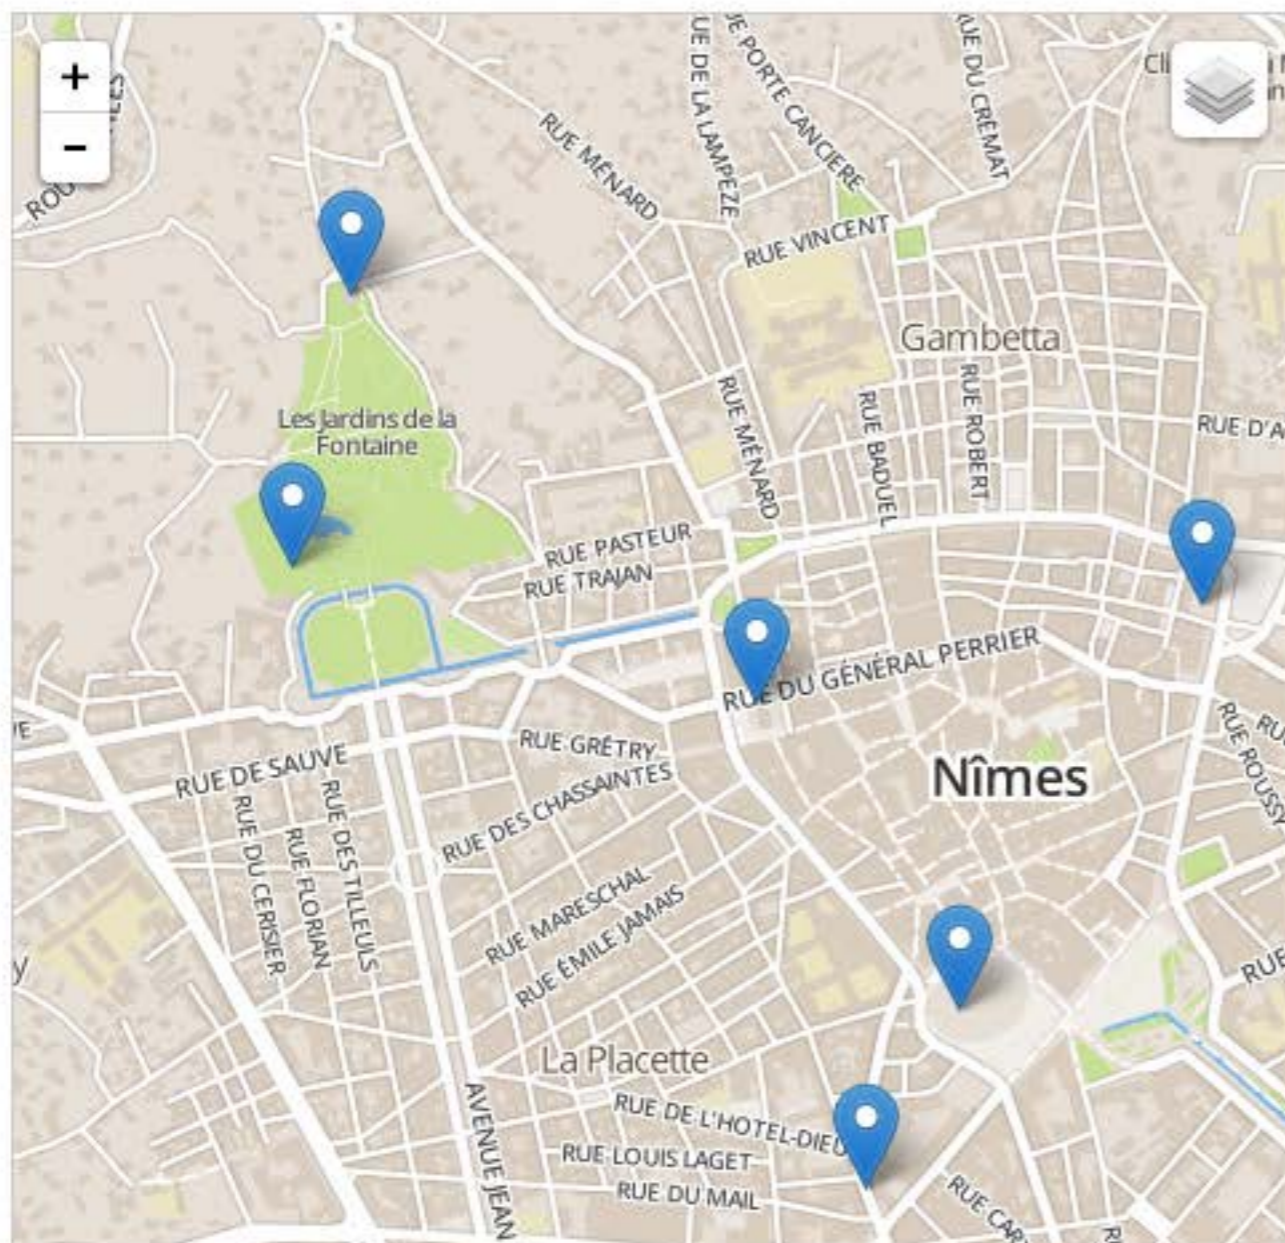 +
−
RUE DE LA LAMPEZE
RUE PORTE CANCIERE
RUE DU CRÉMAT
RUE MÉNARD
RUE VINCENT
Gambetta
Les Jardins de la
Fontaine
RUE MÉNARD
RUE BADUEL
RUE ROBERT
RUE D'A
RUE PASTEUR
RUE TRAJAN
RUE DU GÉNÉRAL PERRIER
RUE DE SAUVE
RUE GRÉTRY
RUE DES CHASSAINTES
Nîmes
RUE ROUSSY
RUE DU CERISIER
RUE FLORIAN
RUE DES TILLEULS
RUE MARESCHAL
RUE ÉMILE JAMAIS
RUE
La Placette
RUE DE L'HOTEL-DIEU
RUE LOUIS LAGET
RUE DU MAIL
AVENUE JEAN
RUE CAR